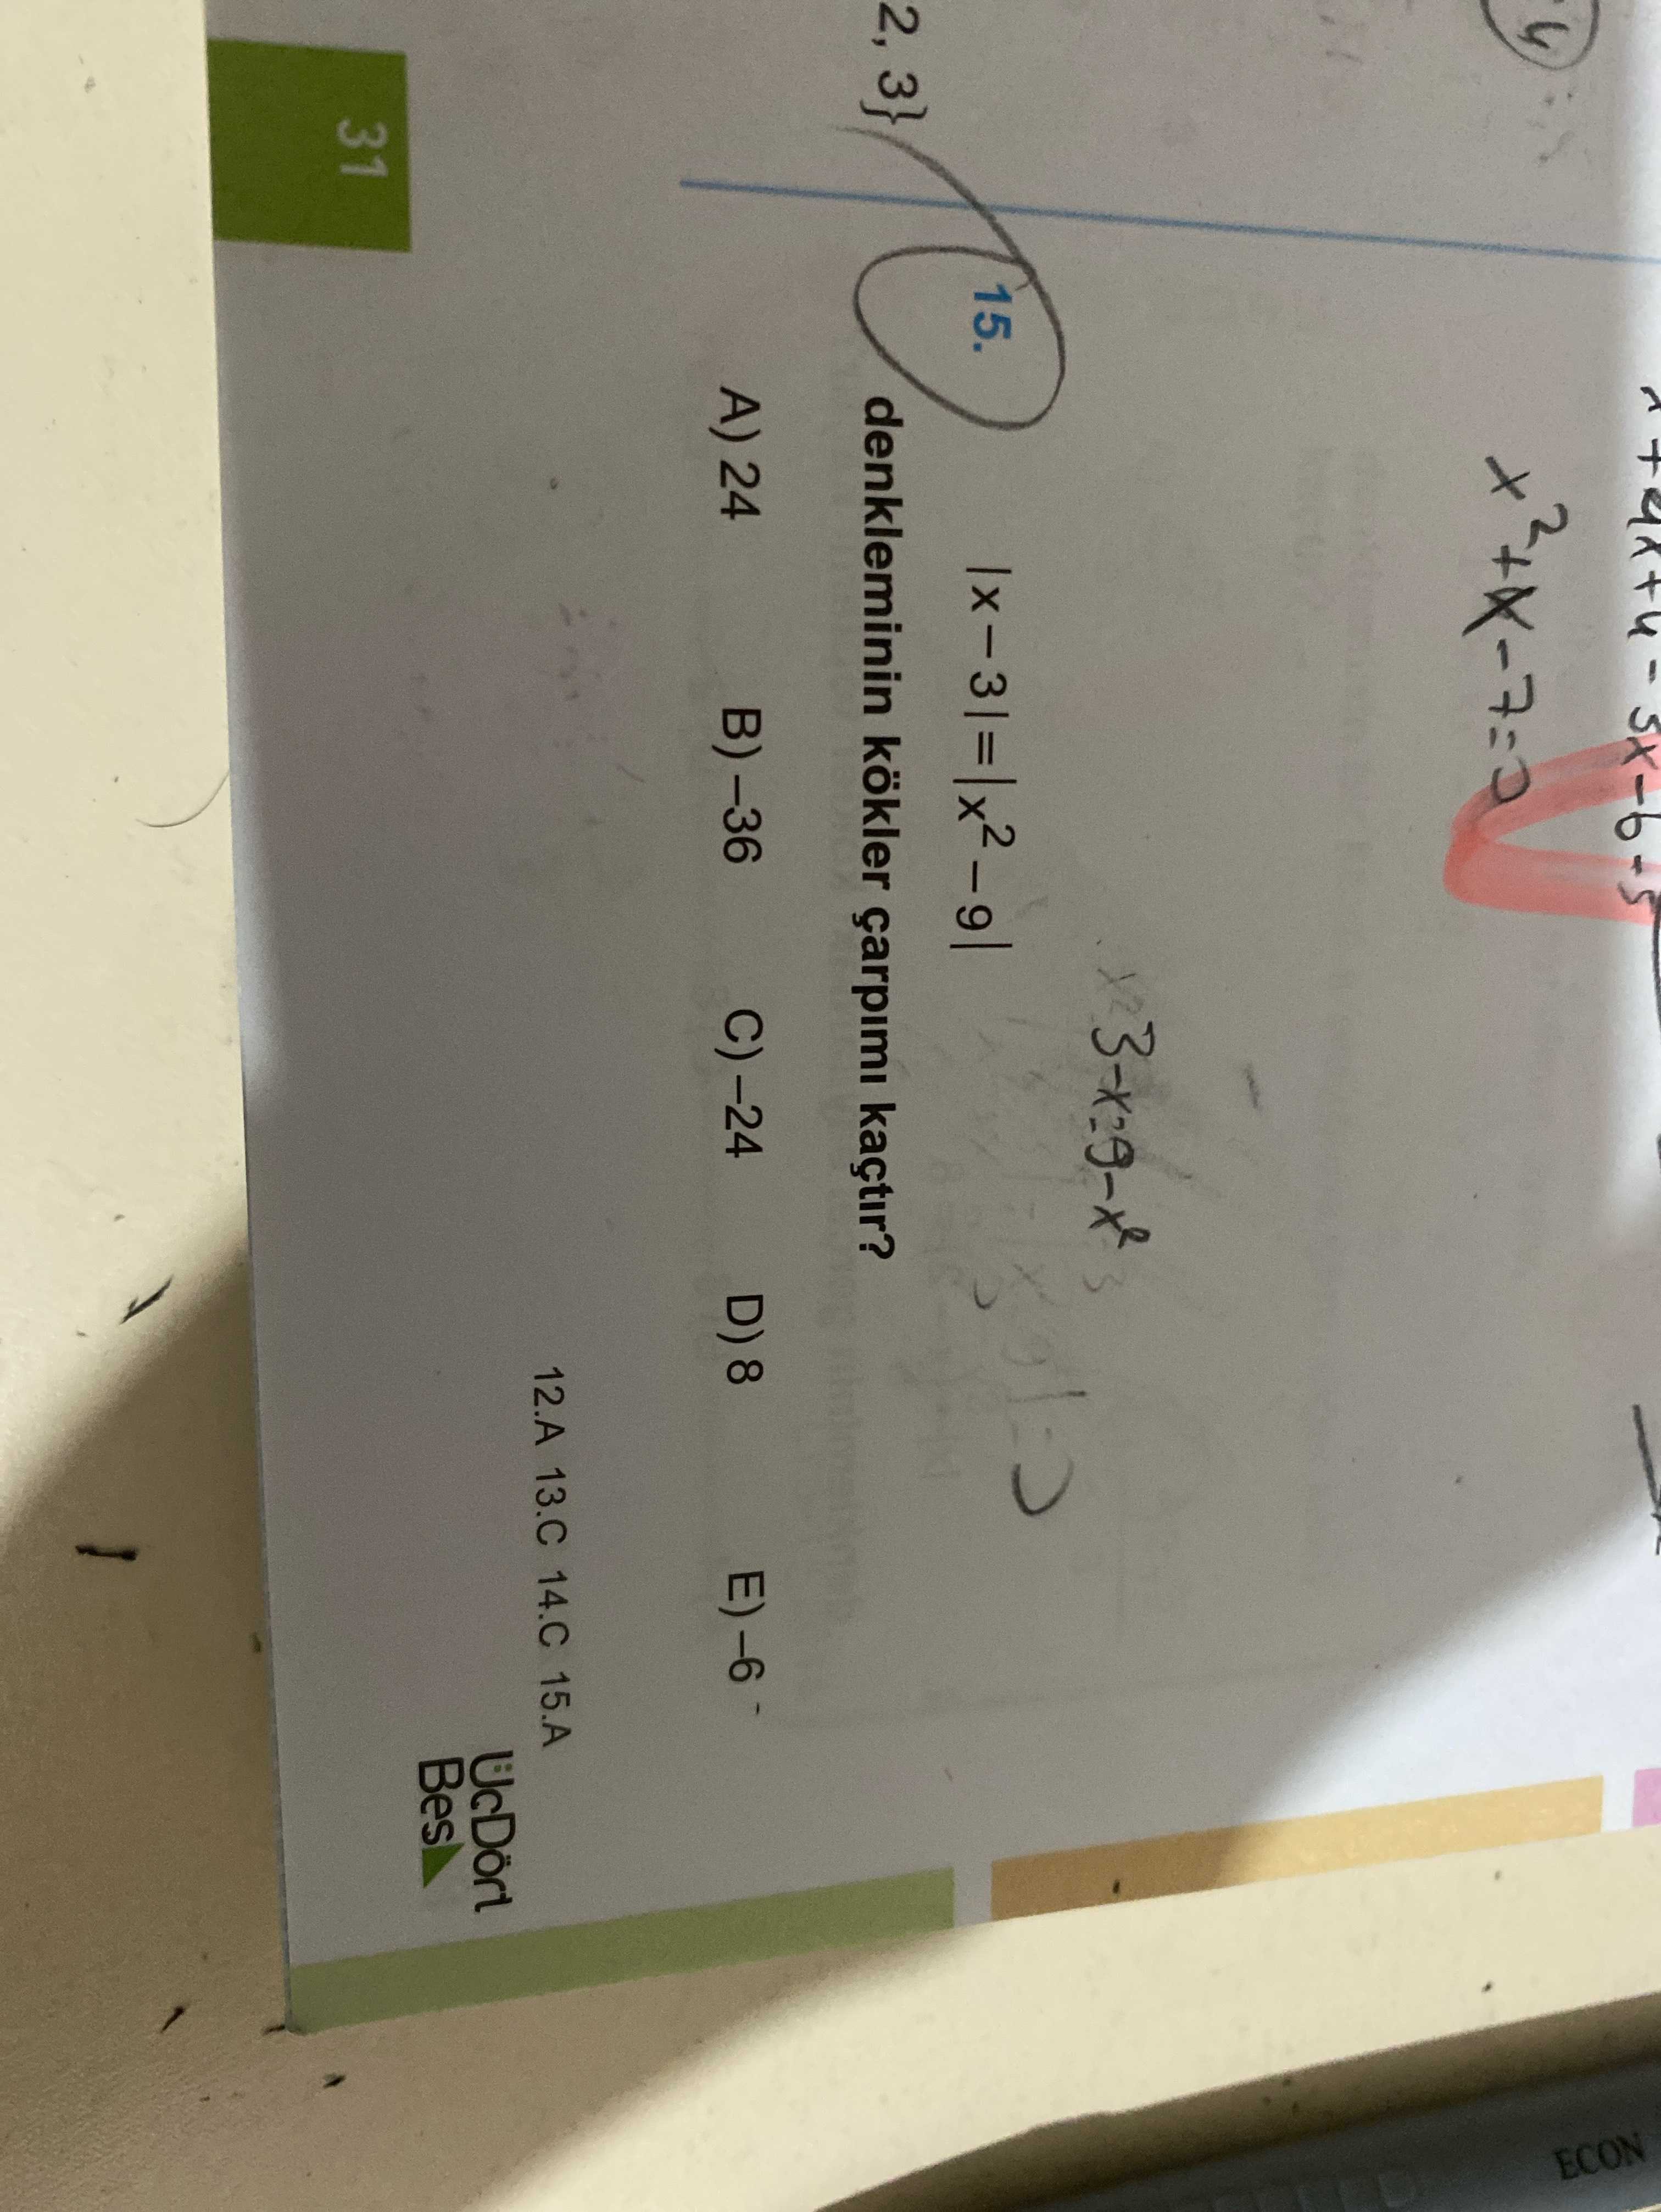 x² + x - 7 = 0
2, 3}
3 - x = 9 - x²
15.
|x – 3| = |x² – 9|
denkleminin kökler çarpımı kaçtır?
A) 24 B) –36 C) –24 D) 8 E) –6
12.A 13.C 14.C 15.A
31
ÜçDört
Beş
ECON